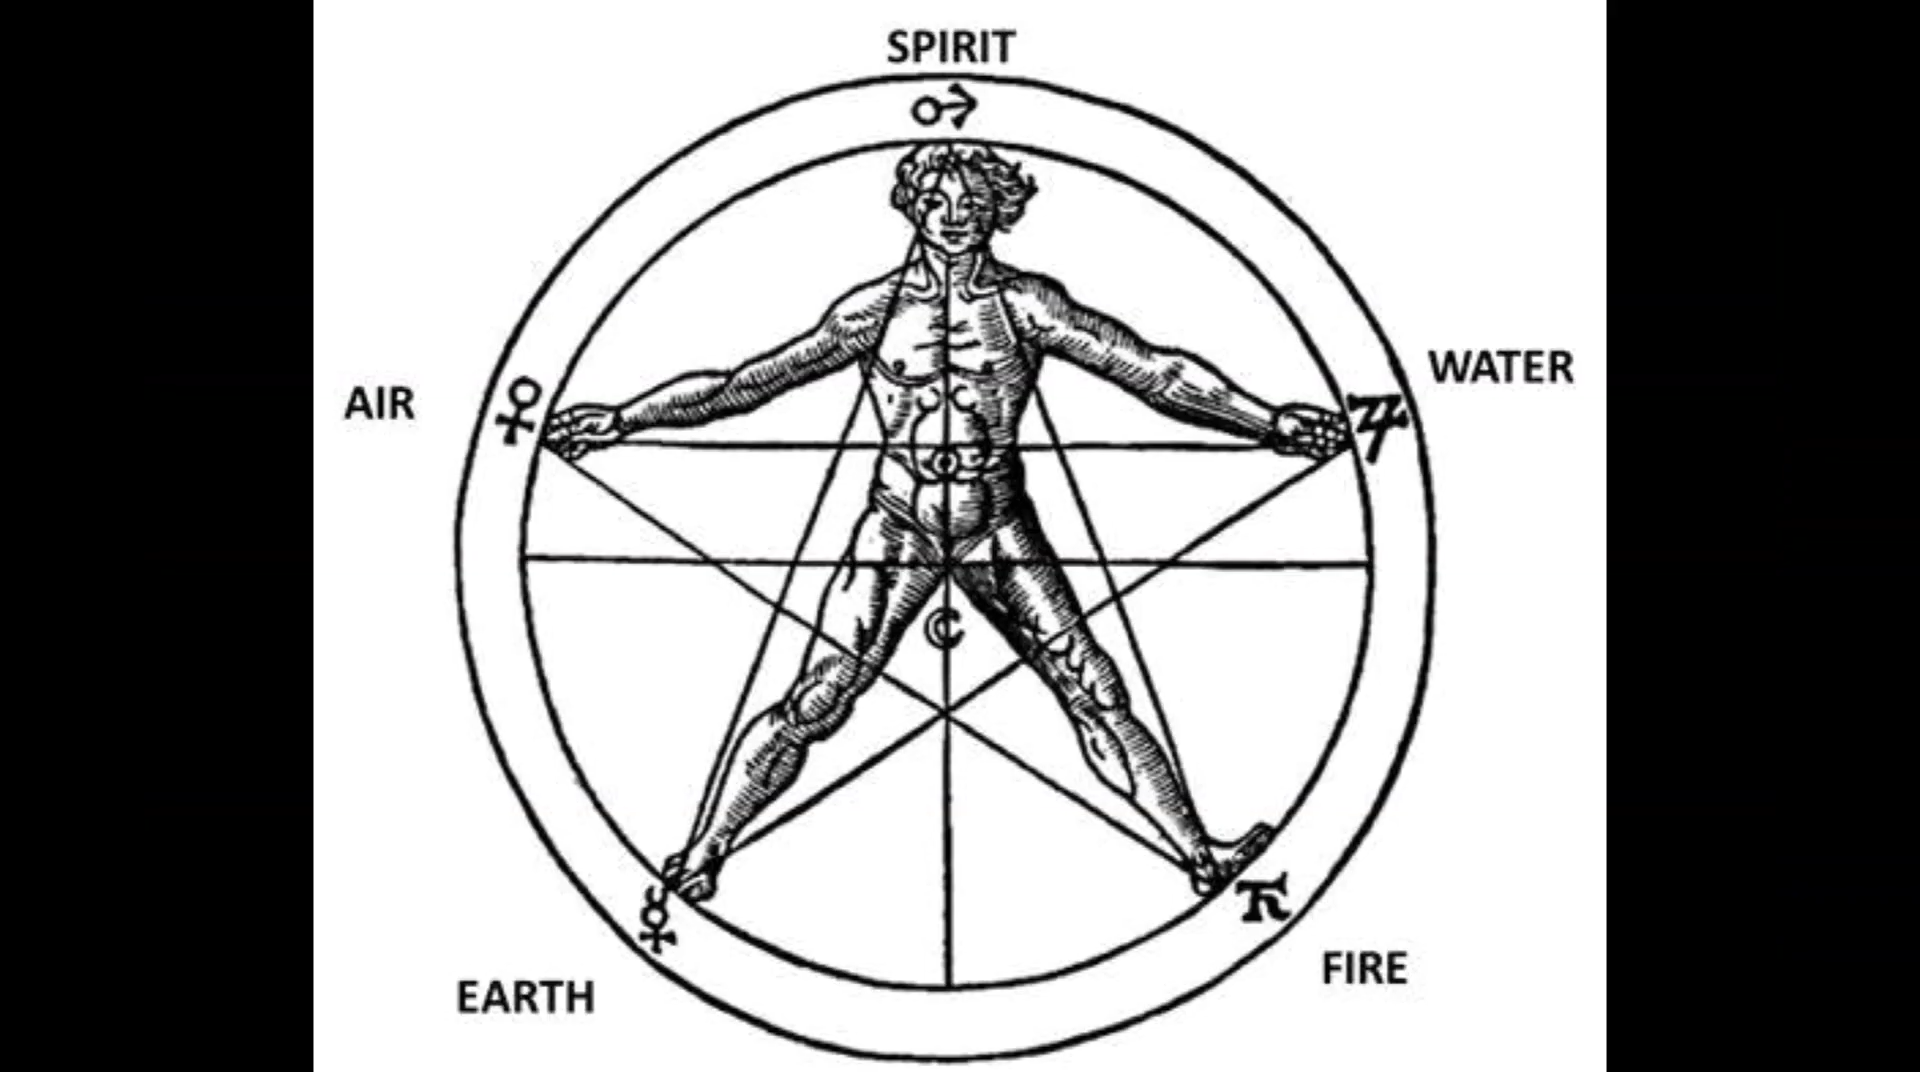 SPIRIT
♂
WATER
AIR
♀
♃
☾
☿
♄
FIRE
EARTH